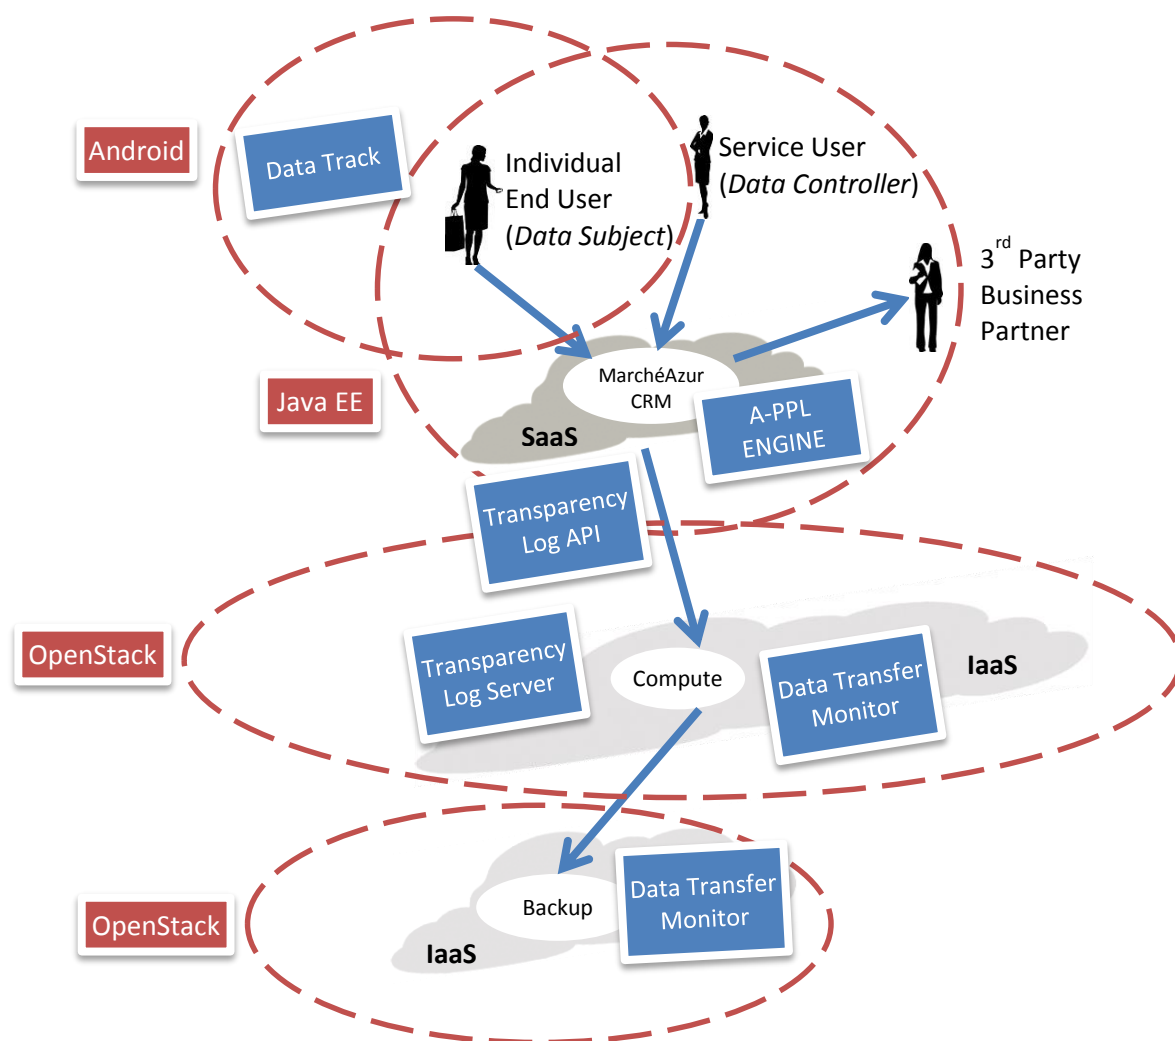 Android
Data Track
Individual
End User
(Data Subject)
Service User
(Data Controller)
3rd Party
Business
Partner
Java EE
MarchéAzur
CRM
SaaS
A-PPL
ENGINE
Transparency
Log API
OpenStack
Transparency
Log Server
Compute
Data Transfer
Monitor
IaaS
OpenStack
Backup
Data Transfer
Monitor
IaaS